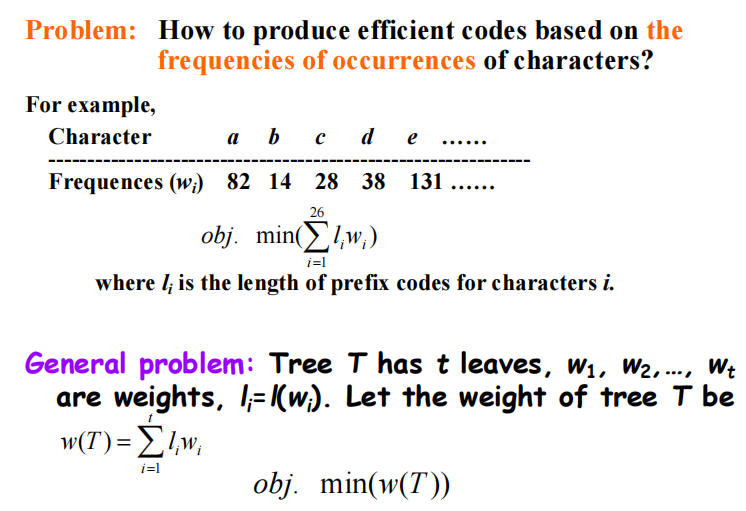 Problem: How to produce efficient codes based on the
frequencies of occurrences of characters?
For example,
Character a b c d e ......
--------------------------------------------------------------------
Frequences (wᵢ) 82 14 28 38 131 ......
obj. min(∑_{i=1}^{26} lᵢwᵢ)
where lᵢ is the length of prefix codes for characters i.
General problem: Tree T has t leaves, w₁, w₂,..., wₜ
are weights, lᵢ=l(wᵢ). Let the weight of tree T be
w(T) = ∑_{i=1}^{t} lᵢwᵢ
obj. min(w(T))